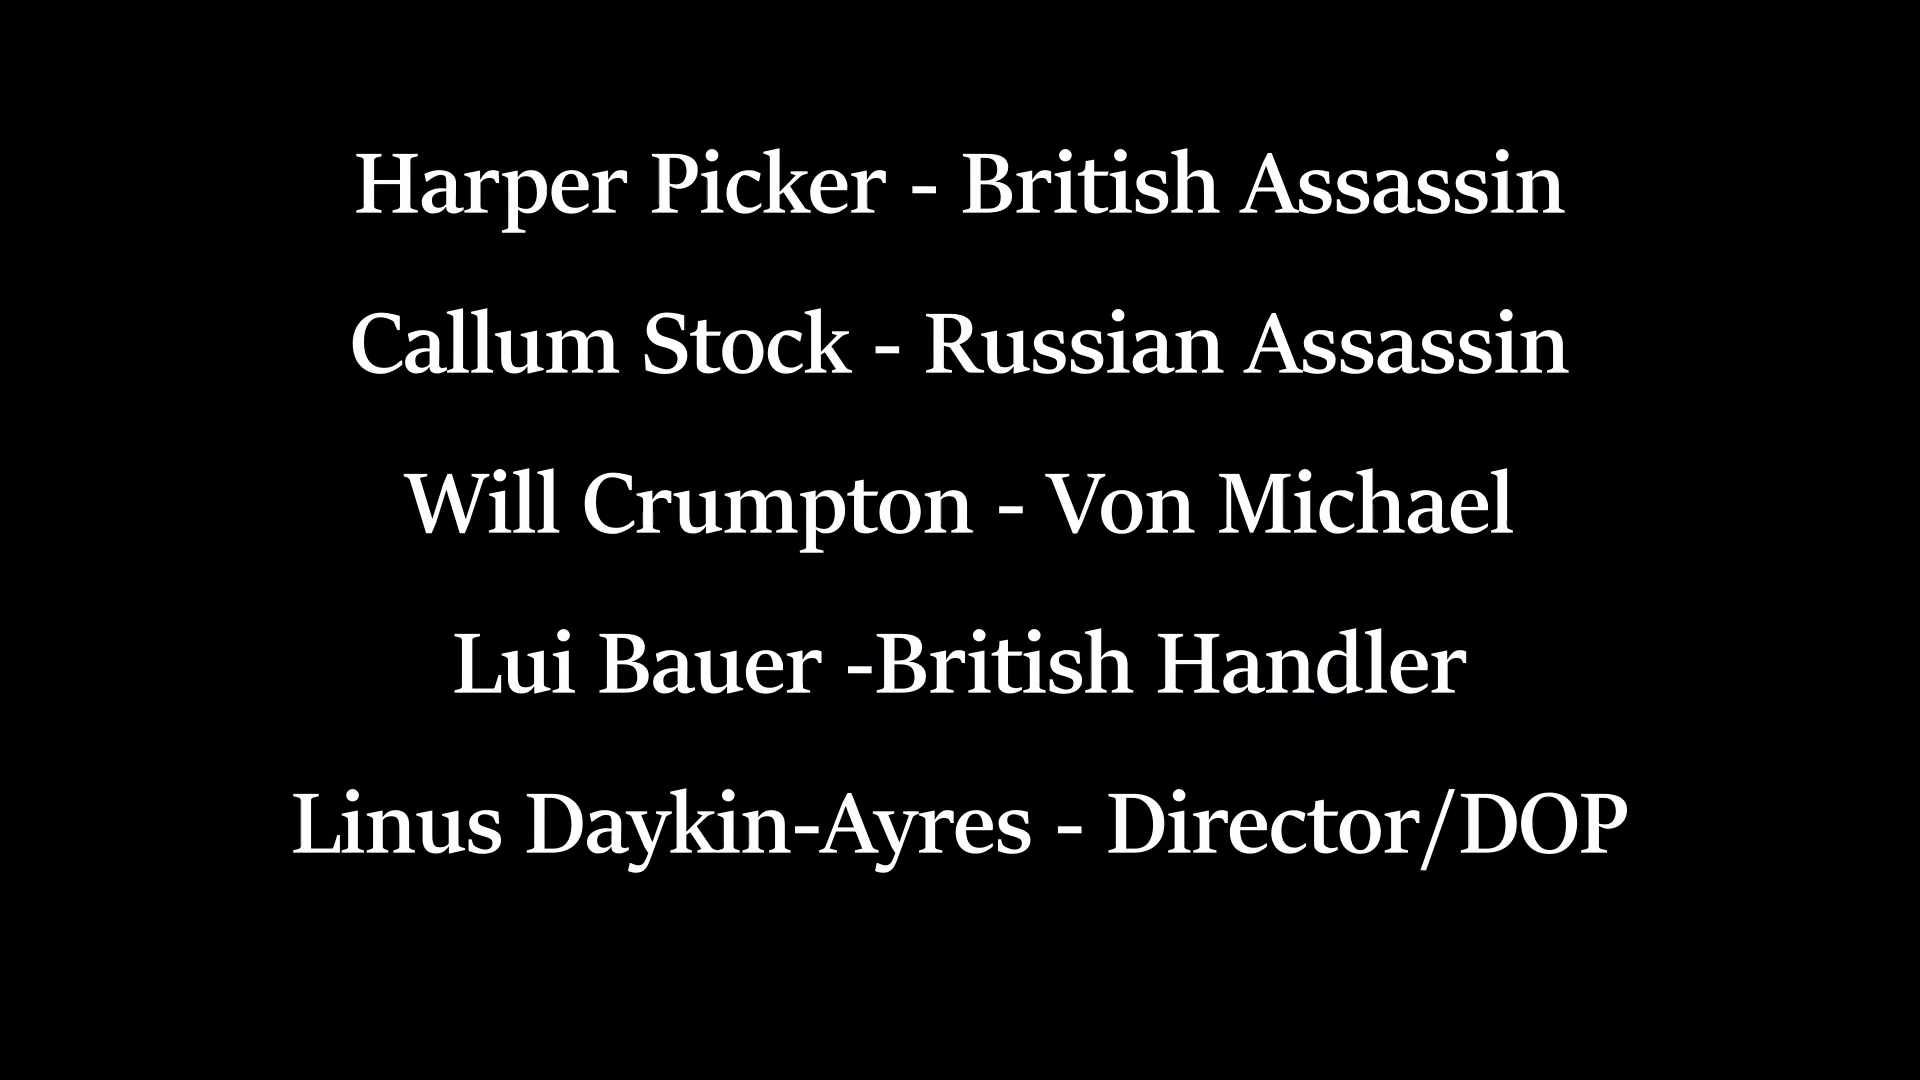 Harper Picker - British Assassin
Callum Stock - Russian Assassin
Will Crumpton - Von Michael
Lui Bauer -British Handler
Linus Daykin-Ayres - Director/DOP